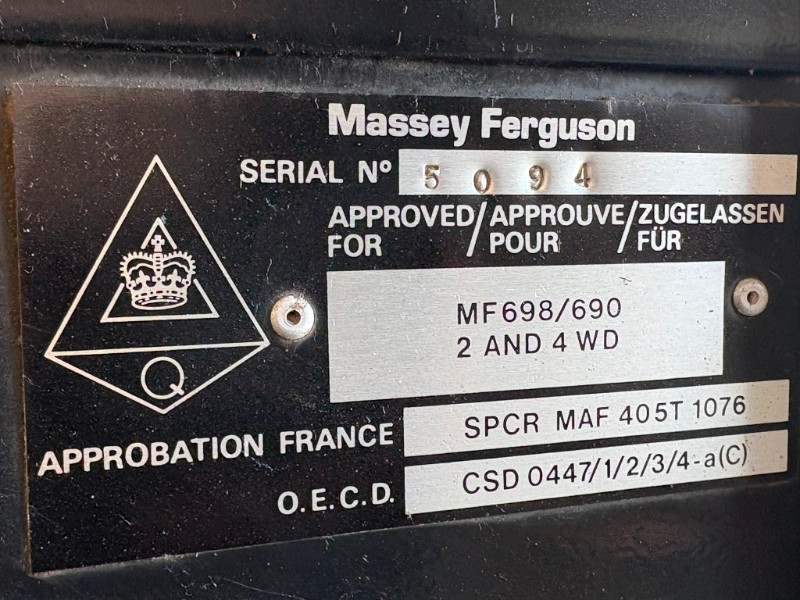 Massey Ferguson
SERIAL Nº 5094
APPROVED/APPROUVE/ZUGELASSEN
FOR /POUR /FÜR
MF698/690
2 AND 4 WD
Q
APPROBATION FRANCE SPCR MAF 405T 1076
O.E.C.D. CSD 0447/1/2/3/4-a(C)